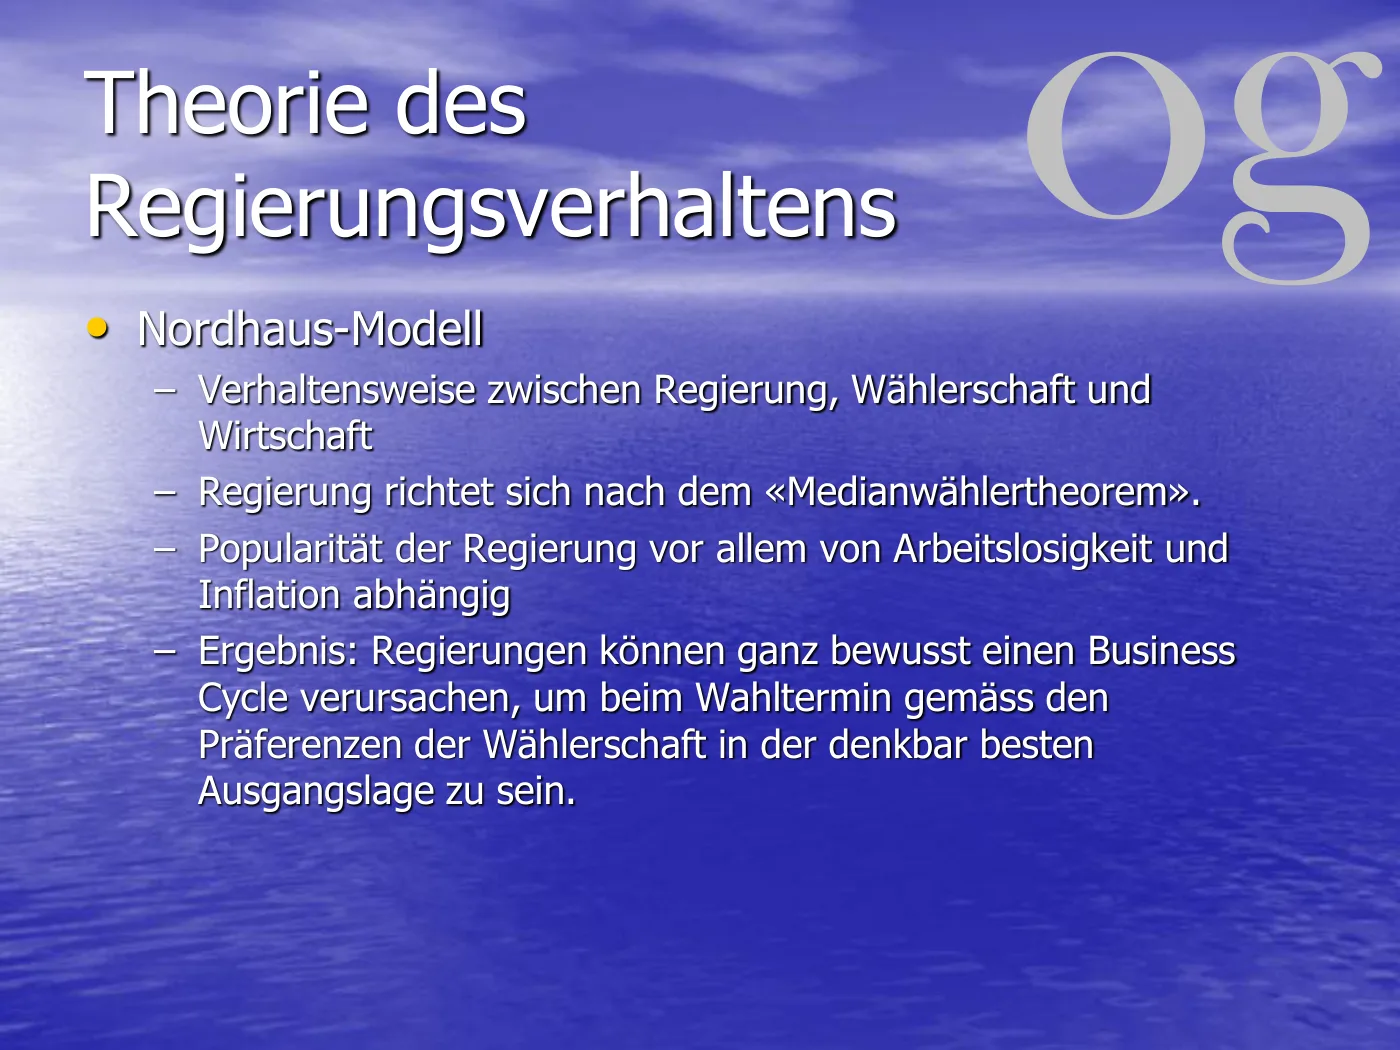 Theorie des
Regierungsverhaltens
og
• Nordhaus-Modell
– Verhaltensweise zwischen Regierung, Wählerschaft und
Wirtschaft
– Regierung richtet sich nach dem «Medianwählertheorem».
– Popularität der Regierung vor allem von Arbeitslosigkeit und
Inflation abhängig
– Ergebnis: Regierungen können ganz bewusst einen Business
Cycle verursachen, um beim Wahltermin gemäss den
Präferenzen der Wählerschaft in der denkbar besten
Ausgangslage zu sein.